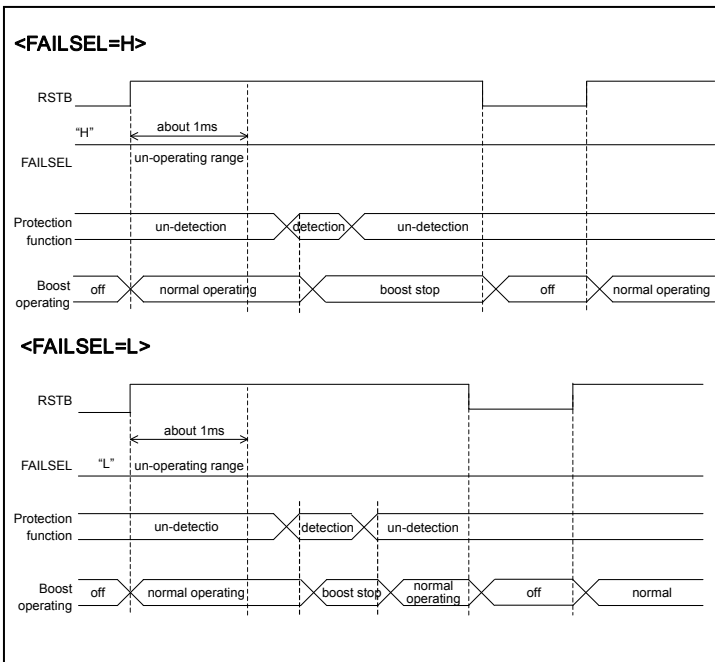 <FAILSEL=H>
RSTB
"H"
about 1ms
FAILSEL
un-operating range
Protection
function
un-detection
detection
un-detection
Boost
operating
off
normal operating
boost stop
off
normal operating
<FAILSEL=L>
RSTB
about 1ms
FAILSEL
"L"
un-operating range
Protection
function
un-detectio
detection
un-detection
Boost
operating
off
normal operating
boost stop
normal
operating
off
normal